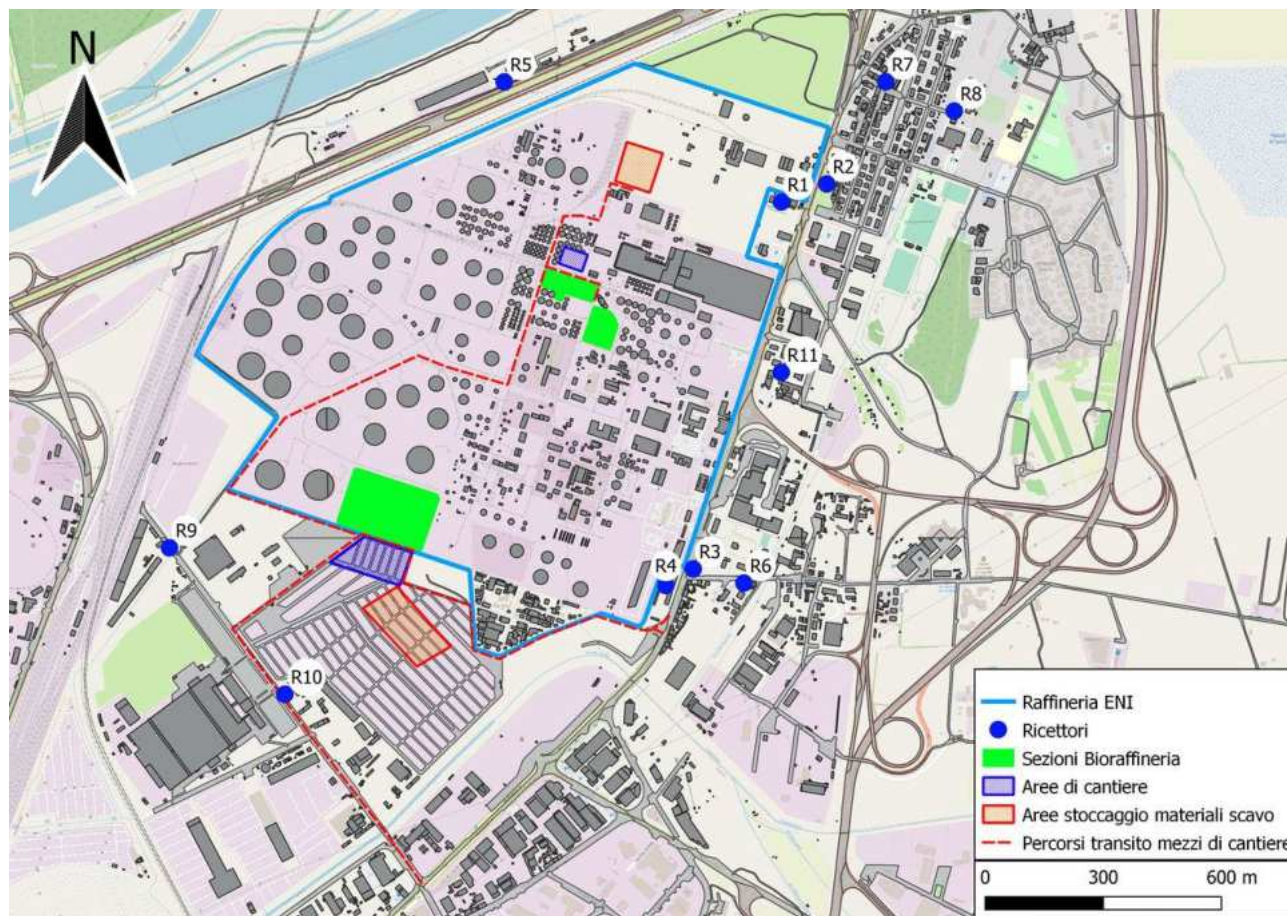 N
R5
R7
R8
R1
R2
R11
R9
R4
R3
R6
R10
Raffineria ENI
Ricettori
Sezioni Bioraffineria
Aree di cantiere
Aree stoccaggio materiali scavo
Percorsi transito mezzi di cantiere
0 300 600 m